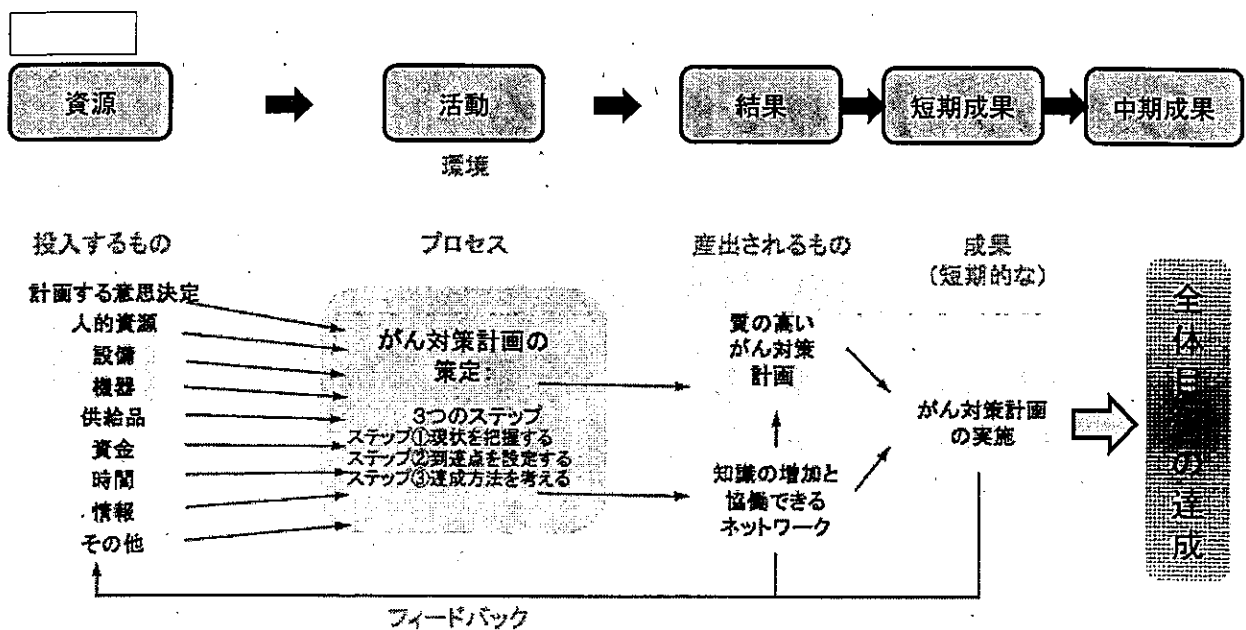 資源
活動
結果
短期成果
中期成果
環境
投入するもの
プロセス
産出されるもの
成果
(短期的な)
計画する意思決定
人的資源
設備
機器
供給品
資金
時間
情報
その他
がん対策計画の
策定:
3つのステップ
ステップ①現状を把握する
ステップ②到達点を設定する
ステップ③達成方法を考える
質の高い
がん対策
計画
知識の増加と
協働できる
ネットワーク
がん対策計画
の実施
全体目標の達成
フィードバック